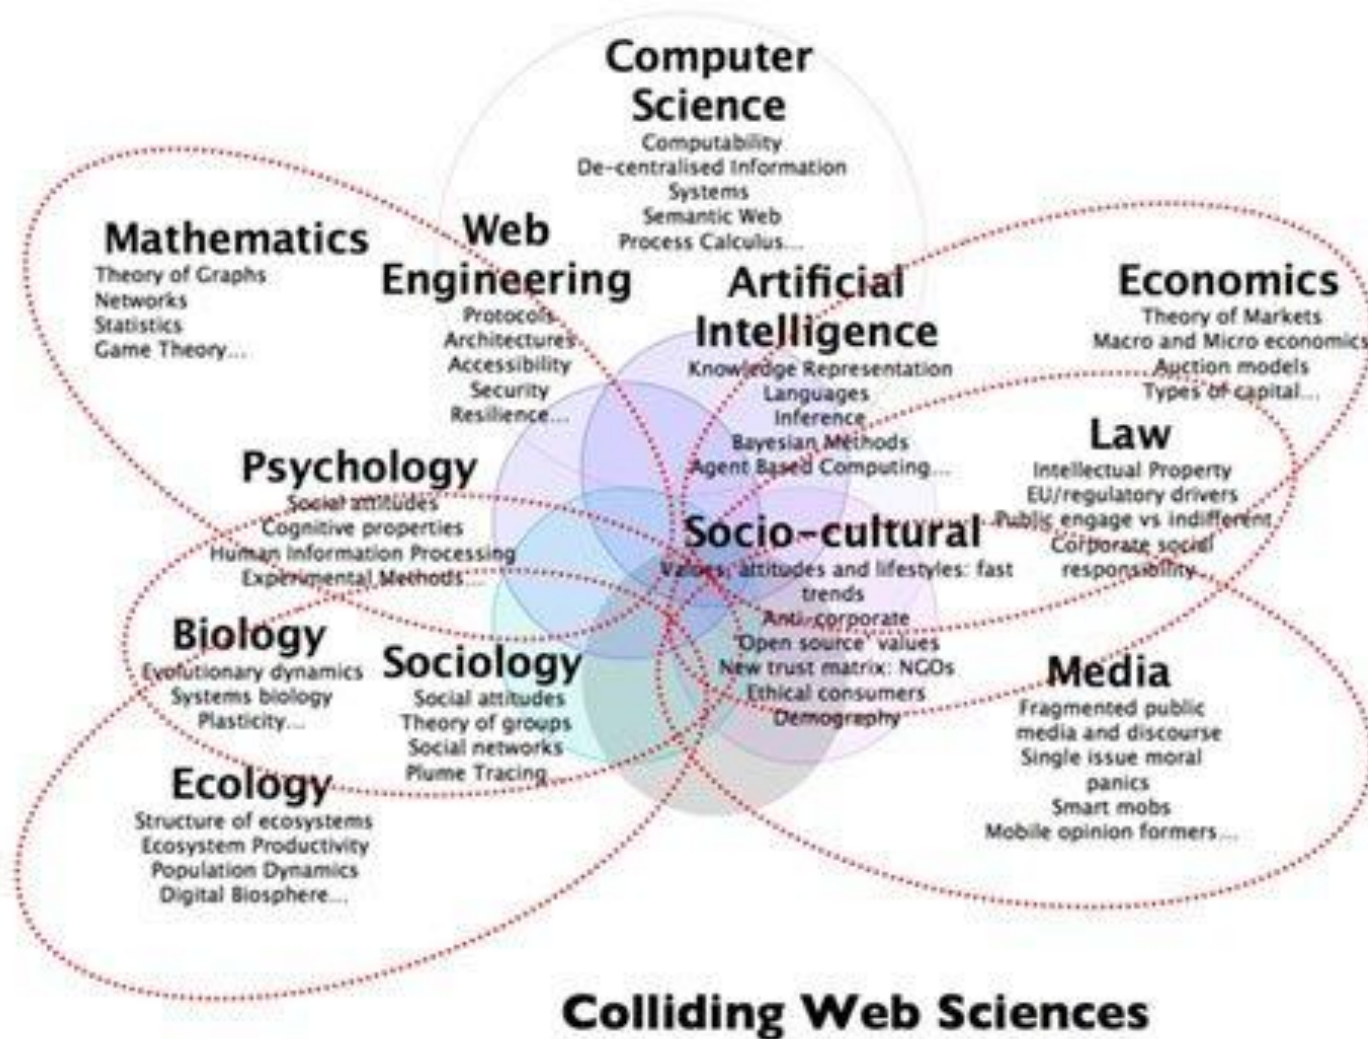 Computer
Science
Computability
De-centralised Information
Systems
Semantic Web
Process Calculus...
Mathematics
Theory of Graphs
Networks
Statistics
Game Theory...
Web
Engineering
Protocols
Architectures
Accessibility
Security
Resilience...
Artificial
Intelligence
Knowledge Representation
Languages
Inference
Bayesian Methods
Agent Based Computing...
Economics
Theory of Markets
Macro and Micro economics
Auction models
Types of capital...
Law
Intellectual Property
EU/regulatory drivers
Public engage vs indifferent
Corporate social
responsibility
Psychology
Social attitudes
Cognitive properties
Human Information Processing
Experimental Methods...
Socio-cultural
Values, attitudes and lifestyles: fast
trends
Anti-corporate
"Open source" values
New trust matrix: NGOs
Ethical consumers
Demography
Biology
Evolutionary dynamics
Systems biology
Plasticity...
Sociology
Social attitudes
Theory of groups
Social networks
Plume Tracing...
Media
Fragmented public
media and discourse
Single issue moral
panics
Smart mobs
Mobile opinion formers...
Ecology
Structure of ecosystems
Ecosystem Productivity
Population Dynamics
Digital Biosphere...
Colliding Web Sciences